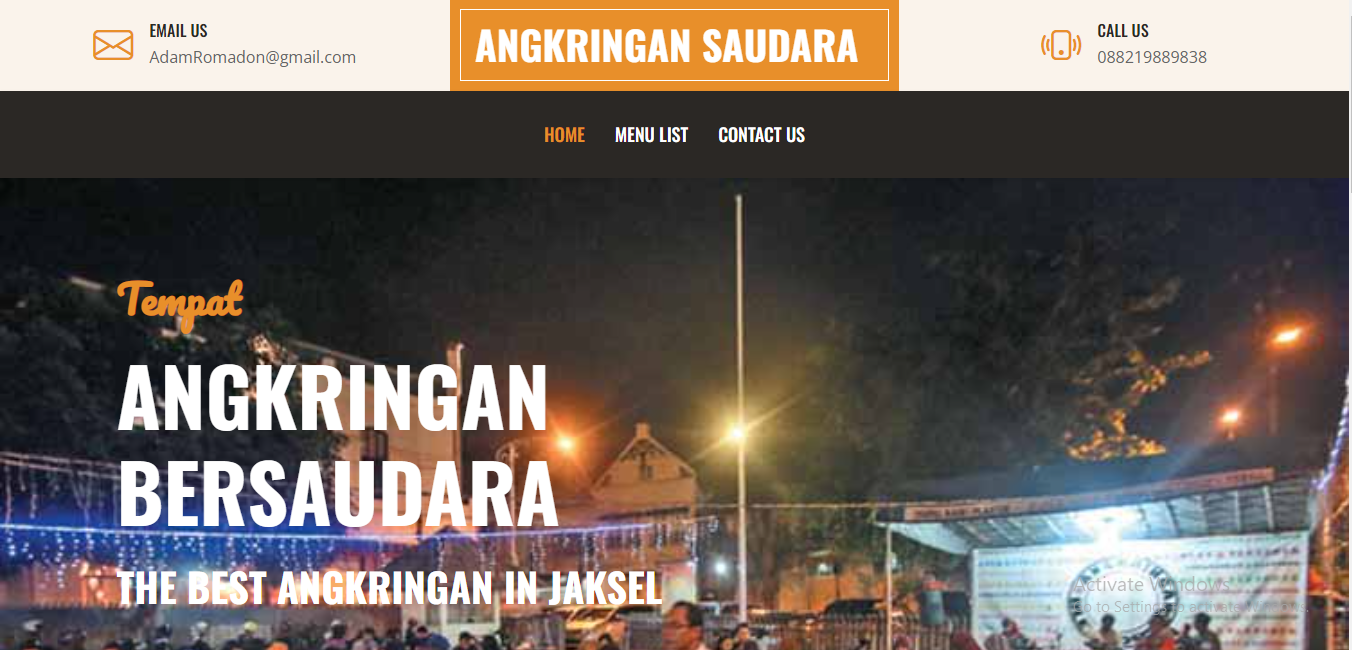 EMAIL US
AdamRomadon@gmail.com
ANGKRINGAN SAUDARA
CALL US
088219889838
HOME MENU LIST CONTACT US
Tempat
ANGKRINGAN
BERSAUDARA
THE BEST ANGKRINGAN IN JAKSEL
Activate Windows
Go to Settings to activate Windows.